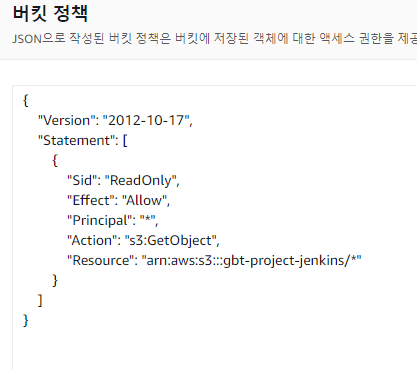 버킷 정책
JSON으로 작성된 버킷 정책은 버킷에 저장된 객체에 대한 액세스 권한을 제공
{
"Version": "2012-10-17",
"Statement": [
{
"Sid": "ReadOnly",
"Effect": "Allow",
"Principal": "*",
"Action": "s3:GetObject",
"Resource": "arn:aws:s3:::gbt-project-jenkins/*"
}
]
}